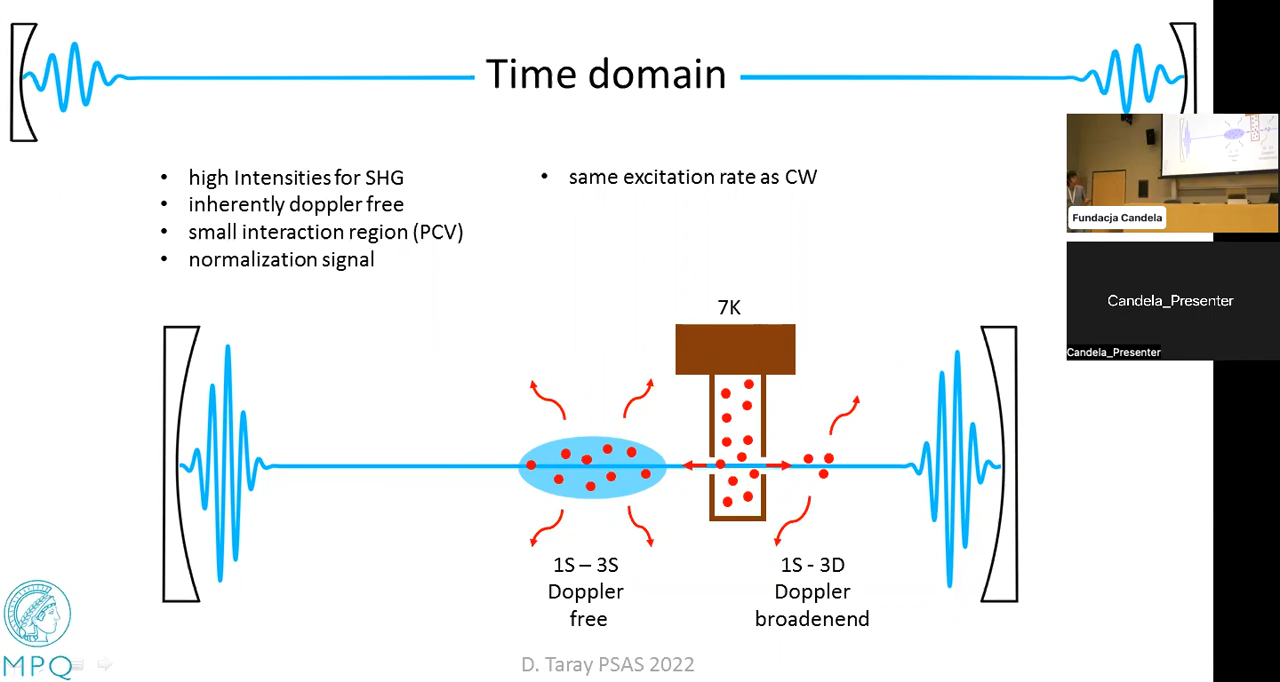 Time domain
• high Intensities for SHG
• inherently doppler free
• small interaction region (PCV)
• normalization signal
• same excitation rate as CW
Fundacja Candela
Candela_Presenter
Candela_Presenter
7K
1S – 3S
Doppler
free
1S - 3D
Doppler
broadenend
MPQ
D. Taray PSAS 2022